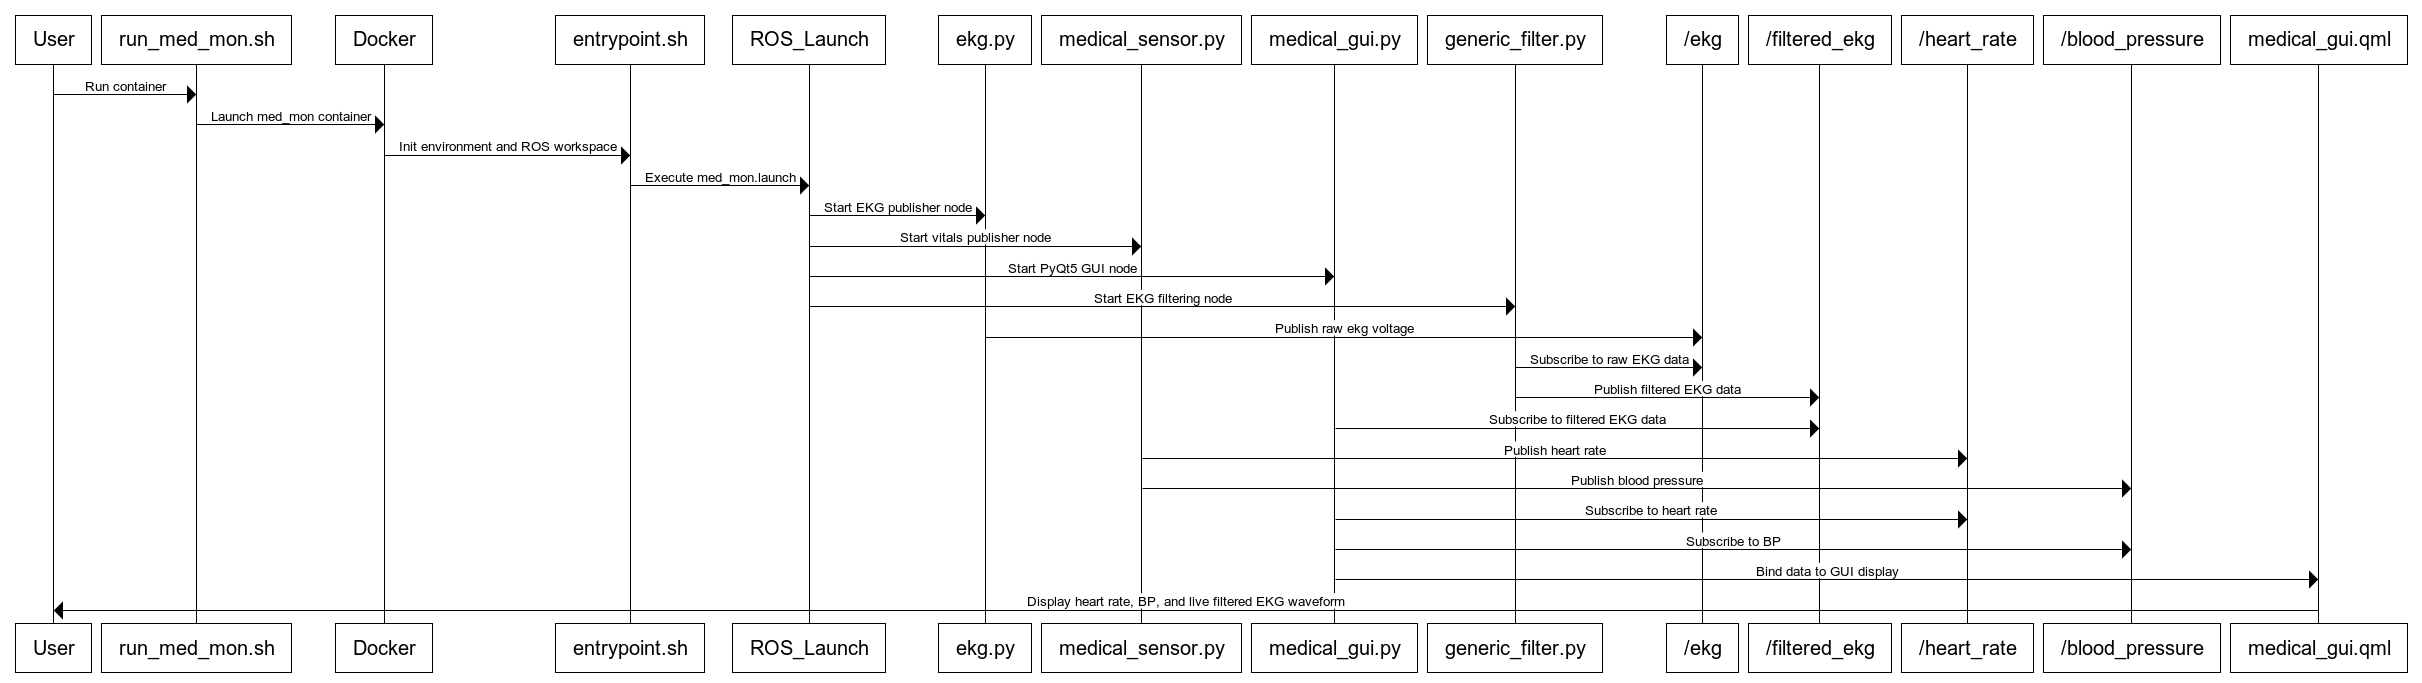 User
run_med_mon.sh
Docker
entrypoint.sh
ROS_Launch
ekg.py
medical_sensor.py
medical_gui.py
generic_filter.py
/ekg
/filtered_ekg
/heart_rate
/blood_pressure
medical_gui.qml
Run container
Launch med_mon container
Init environment and ROS workspace
Execute med_mon.launch
Start EKG publisher node
Start vitals publisher node
Start PyQt5 GUI node
Start EKG filtering node
Publish raw ekg voltage
Subscribe to raw EKG data
Publish filtered EKG data
Subscribe to filtered EKG data
Publish heart rate
Publish blood pressure
Subscribe to heart rate
Subscribe to BP
Bind data to GUI display
Display heart rate, BP, and live filtered EKG waveform
User
run_med_mon.sh
Docker
entrypoint.sh
ROS_Launch
ekg.py
medical_sensor.py
medical_gui.py
generic_filter.py
/ekg
/filtered_ekg
/heart_rate
/blood_pressure
medical_gui.qml